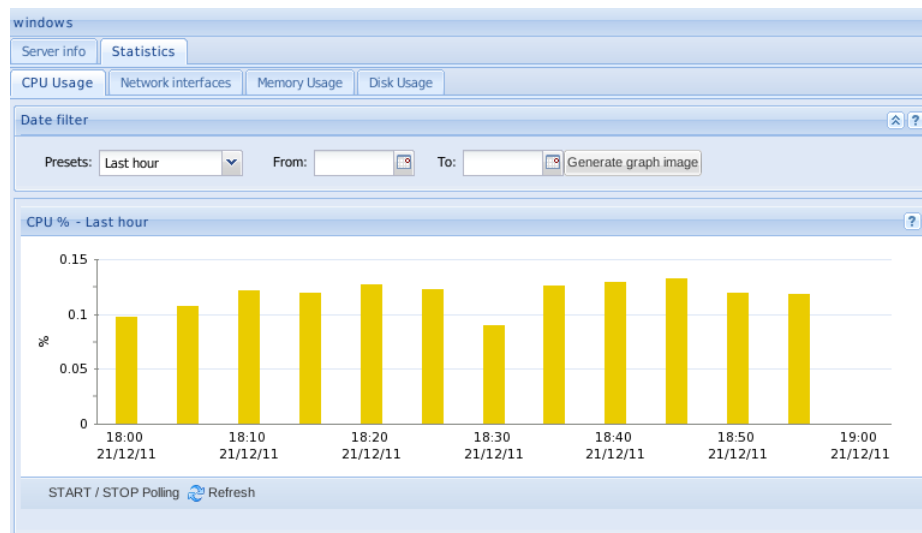 windows
Server info Statistics
CPU Usage Network interfaces Memory Usage Disk Usage
Date filter ?
Presets: Last hour From: To: Generate graph image
CPU % - Last hour ?
0.15
0.1
0.05
0
%
18:00 18:10 18:20 18:30 18:40 18:50 19:00
21/12/11 21/12/11 21/12/11 21/12/11 21/12/11 21/12/11 21/12/11
START / STOP Polling Refresh